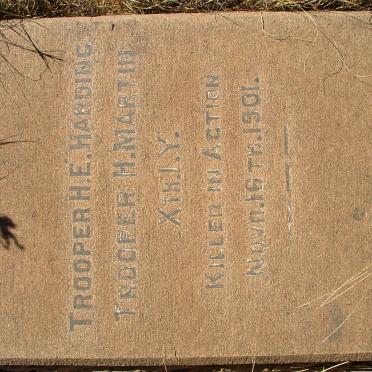 TROOPER H.E. HARDING
TROOPER H. MARTIN
XTH I.Y.
KILLED IN ACTION
NOVR. 16TH. 1901.